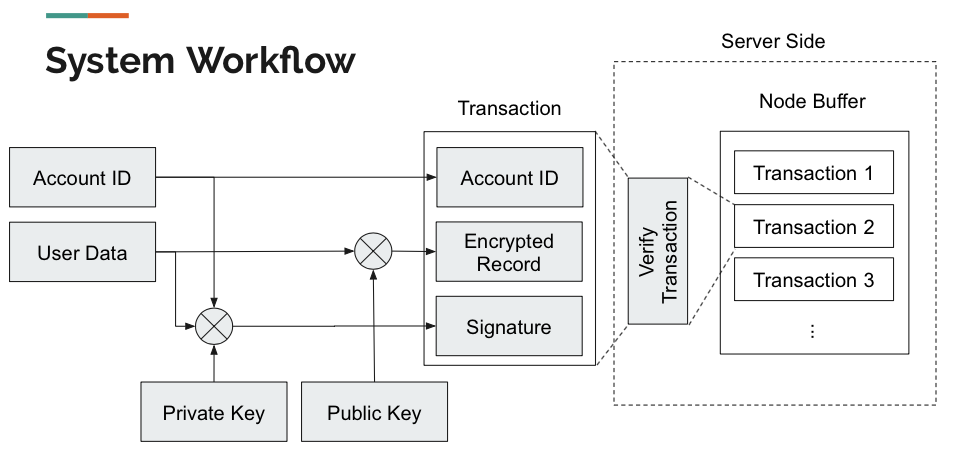 System Workflow
Server Side
Transaction
Node Buffer
Account ID
Account ID
User Data
Encrypted
Record
Signature
Private Key
Public Key
Verify
Transaction
Transaction 1
Transaction 2
Transaction 3
⋮